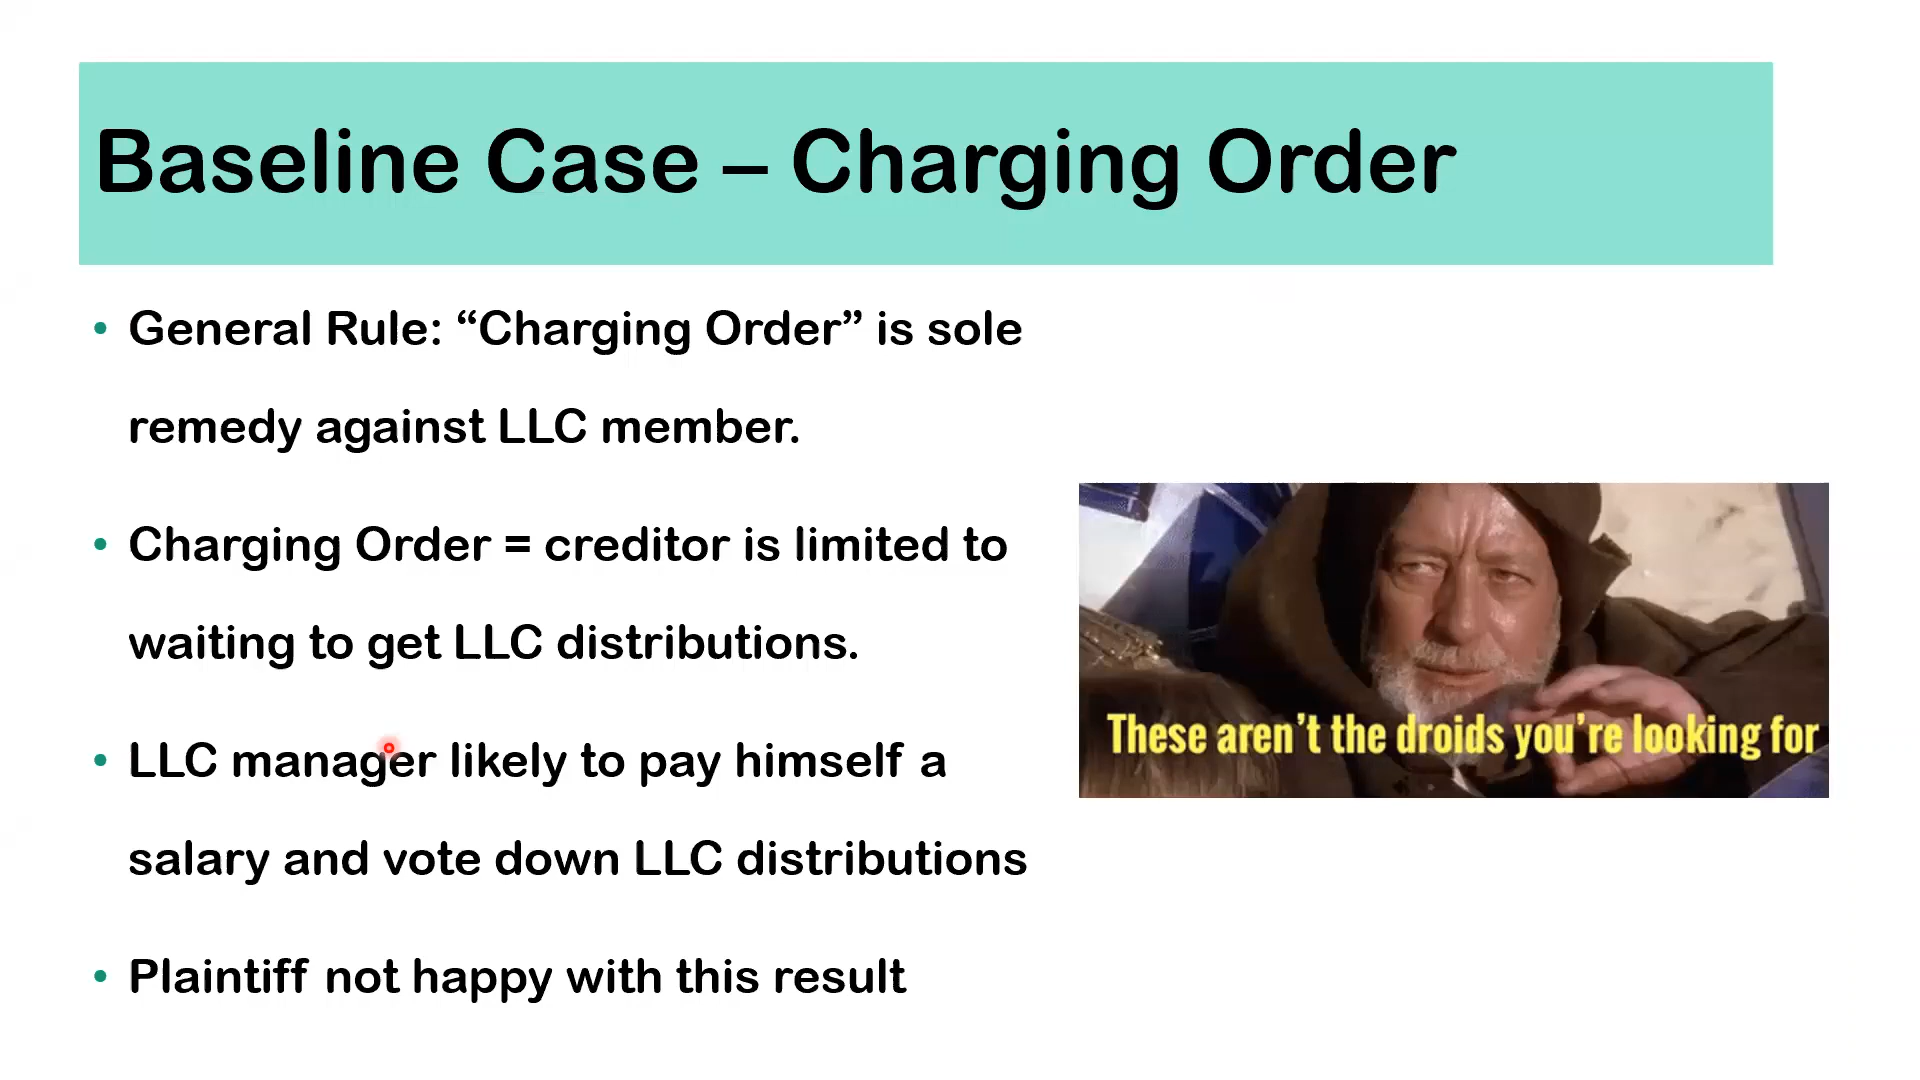 Baseline Case – Charging Order
• General Rule: “Charging Order” is sole
remedy against LLC member.
• Charging Order = creditor is limited to
waiting to get LLC distributions.
• LLC manager likely to pay himself a
salary and vote down LLC distributions
• Plaintiff not happy with this result
These aren’t the droids you’re looking for